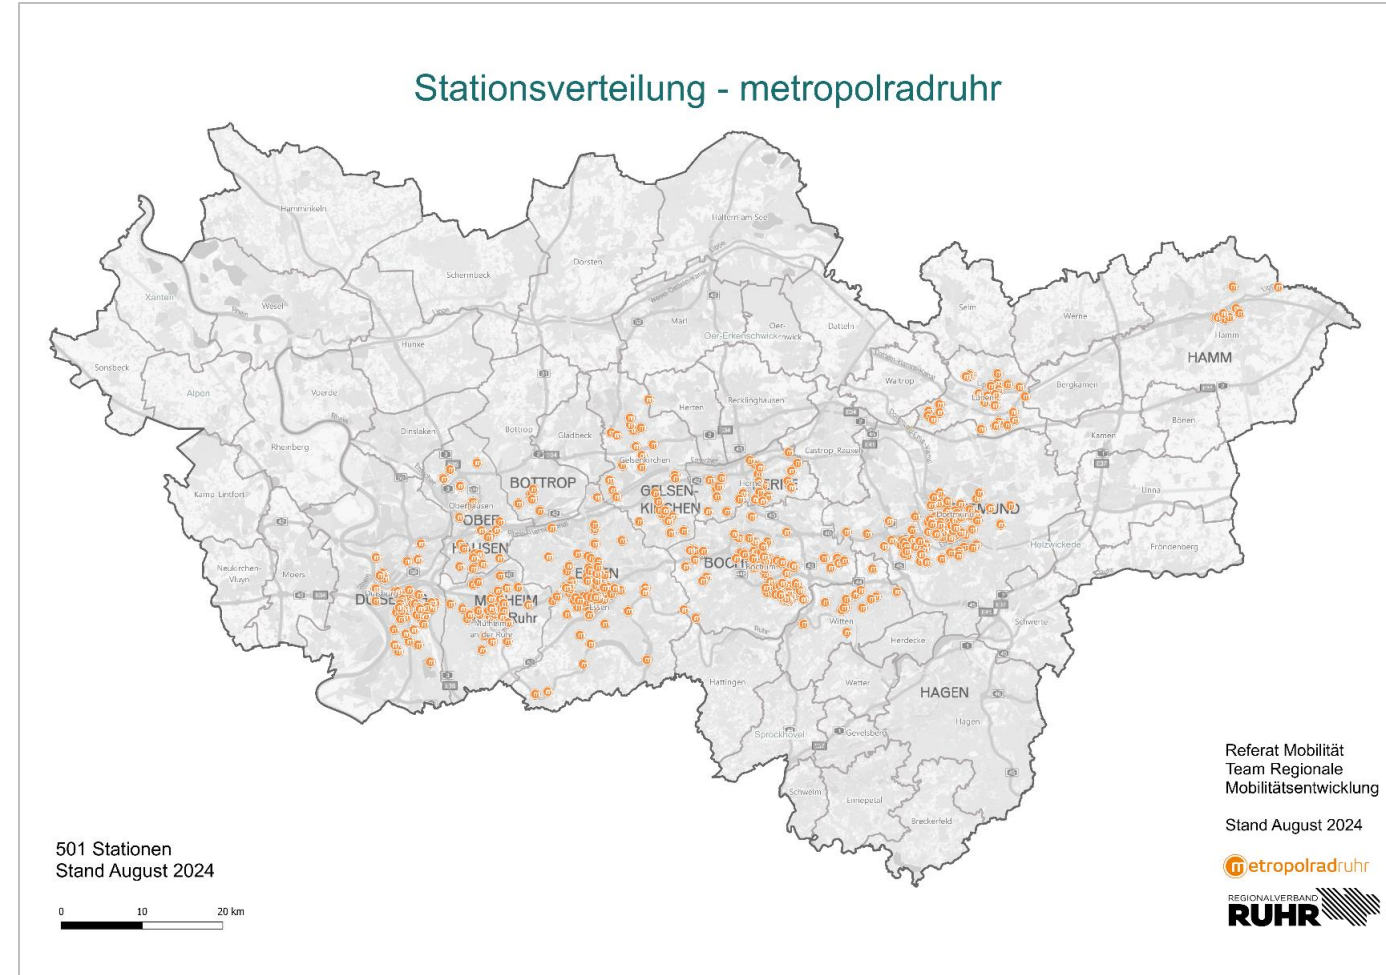 Stationsverteilung - metropolradruhr
Hamminkeln
Haltern am See
Dorsten
Schermbeck
Xanten
Wesel
Selm
Werne
Marl
Oer-Erkenschwick
Datteln
Hamm
HAMM
Hünxe
Sonsbeck
Alpen
Voerde
Waltrop
Bergkamen
Herten
Recklinghausen
Bönen
Dinslaken
Bottrop
Gladbeck
Kamen
Rheinberg
Castrop-Rauxel
Gelsenkirchen
BOTTROP
GELSEN-
KIRCHEN
Kamp-Lintfort
Unna
Oberhausen
Dortmund
Holzwickede
Fröndenberg
Neukirchen-
Vluyn
Moers
Bochum
MÜLHEIM
Ruhr
Mülheim
an der Ruhr
Essen
Witten
Schwerte
Herdecke
Hattingen
Wetter
HAGEN
Hagen
Sprockhövel
Gevelsberg
Schwelm
Ennepetal
Breckerfeld
Referat Mobilität
Team Regionale
Mobilitätsentwicklung
Stand August 2024
501 Stationen
Stand August 2024
0 10 20 km
metropolradruhr
REGIONALVERBAND
RUHR